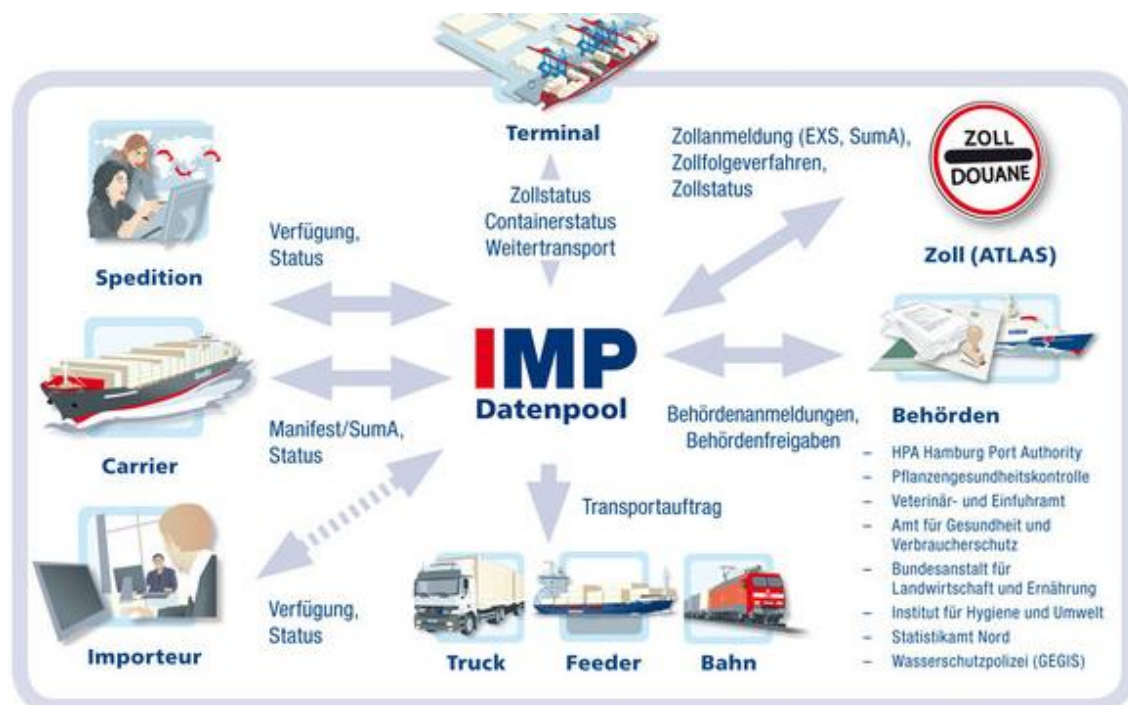 Terminal
Zollstatus
Containerstatus
Weitertransport
Zollanmeldung (EXS, SumA),
Zollfolgeverfahren,
Zollstatus
ZOLL
DOUANE
Zoll (ATLAS)
Spedition
Verfügung,
Status
IMP
Datenpool
Carrier
Manifest/SumA,
Status
Behördenanmeldungen,
Behördenfreigaben
Behörden
– HPA Hamburg Port Authority
– Pflanzengesundheitskontrolle
– Veterinär- und Einfuhramt
– Amt für Gesundheit und
Verbraucherschutz
– Bundesanstalt für
Landwirtschaft und Ernährung
– Institut für Hygiene und Umwelt
– Statistikamt Nord
– Wasserschutzpolizei (GEGIS)
Importeur
Verfügung,
Status
Transportauftrag
Truck
Feeder
Bahn